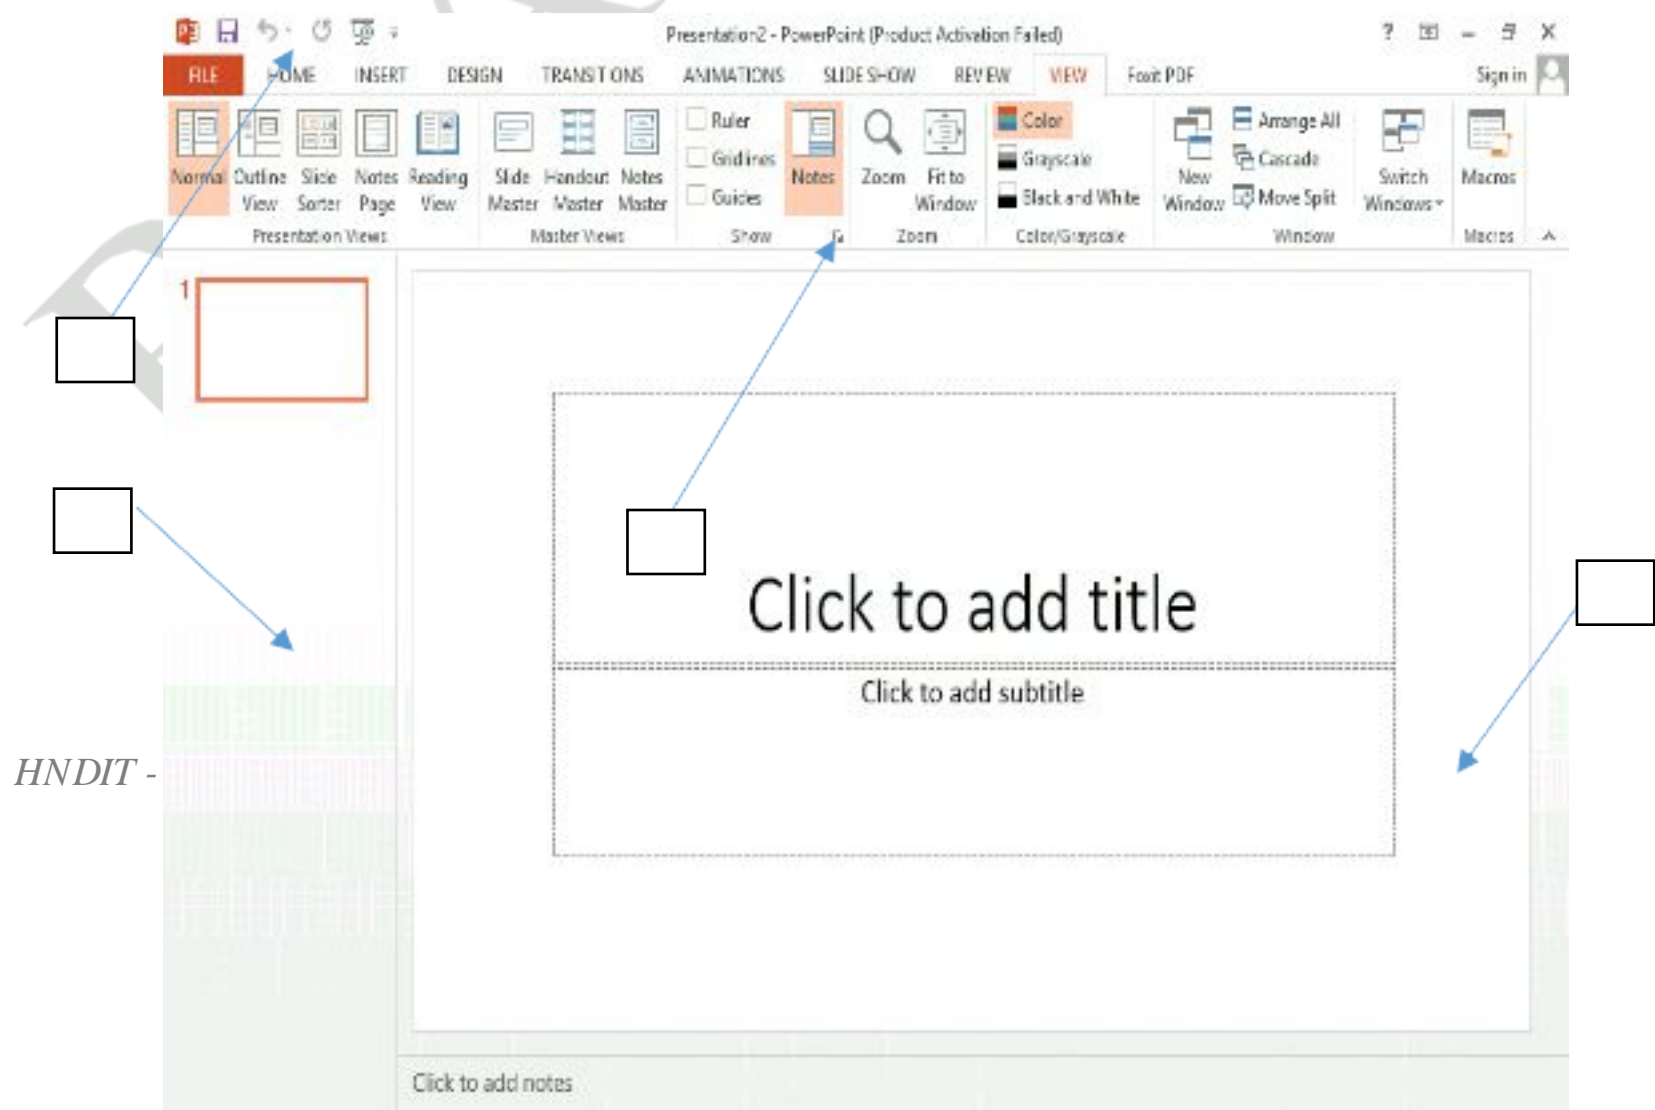 Presentation2 - PowerPoint (Product Activation Failed)
FILE HOME INSERT DESIGN TRANSITIONS ANIMATIONS SLIDE SHOW REVIEW VIEW Foxit PDF Sign in
Normal Outline View Slide Sorter Notes Page Reading View
Presentation Views
Slide Master Handout Master Notes Master
Master Views
Ruler
Gridlines
Guides
Notes
Show
Zoom Fit to Window
Zoom
Color
Grayscale
Black and White
Color/Grayscale
New Window
Arrange All
Cascade
Move Split
Switch Windows
Window
Macros
Macros
1
Click to add title
Click to add subtitle
HNDIT -
Click to add notes